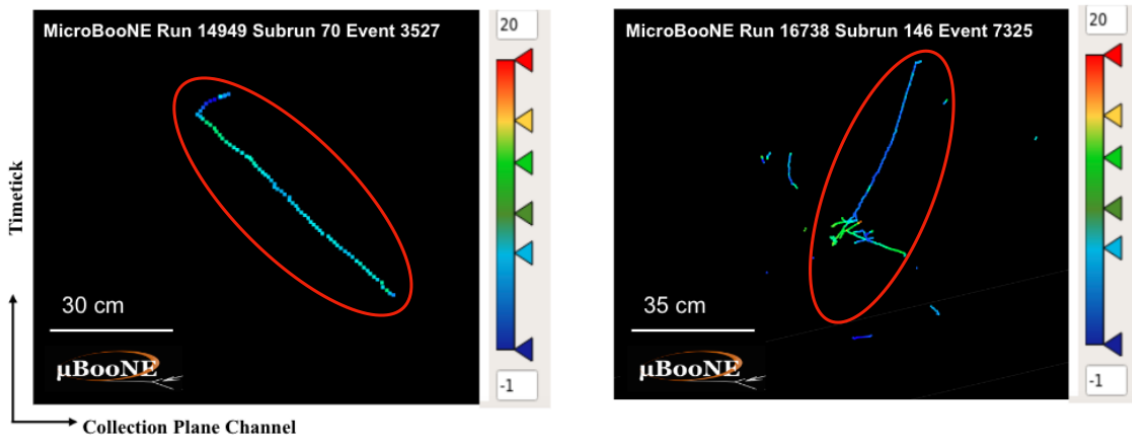 MicroBooNE Run 14949 Subrun 70 Event 3527
20
Timetick
30 cm
µBooNE
-1
Collection Plane Channel
MicroBooNE Run 16738 Subrun 146 Event 7325
20
35 cm
µBooNE
-1